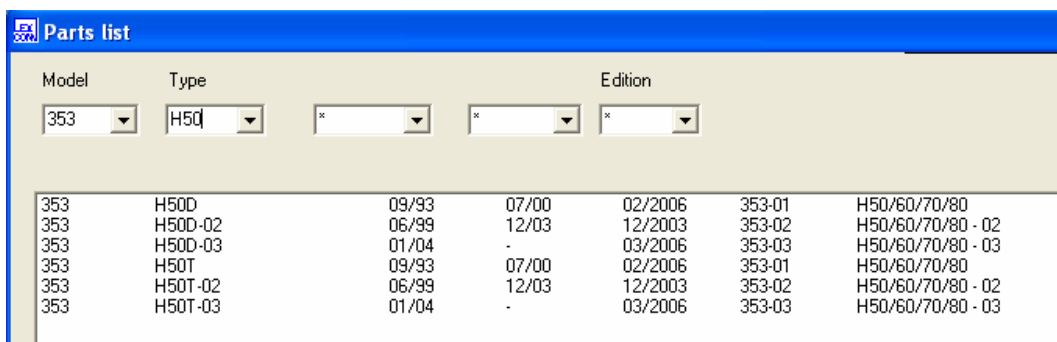 EX COM Parts list
Model Type Edition
353 H50 * * *
353 H50D 09/93 07/00 02/2006 353-01 H50/60/70/80
353 H50D-02 06/99 12/03 12/2003 353-02 H50/60/70/80 - 02
353 H50D-03 01/04 - 03/2006 353-03 H50/60/70/80 - 03
353 H50T 09/93 07/00 02/2006 353-01 H50/60/70/80
353 H50T-02 06/99 12/03 12/2003 353-02 H50/60/70/80 - 02
353 H50T-03 01/04 - 03/2006 353-03 H50/60/70/80 - 03